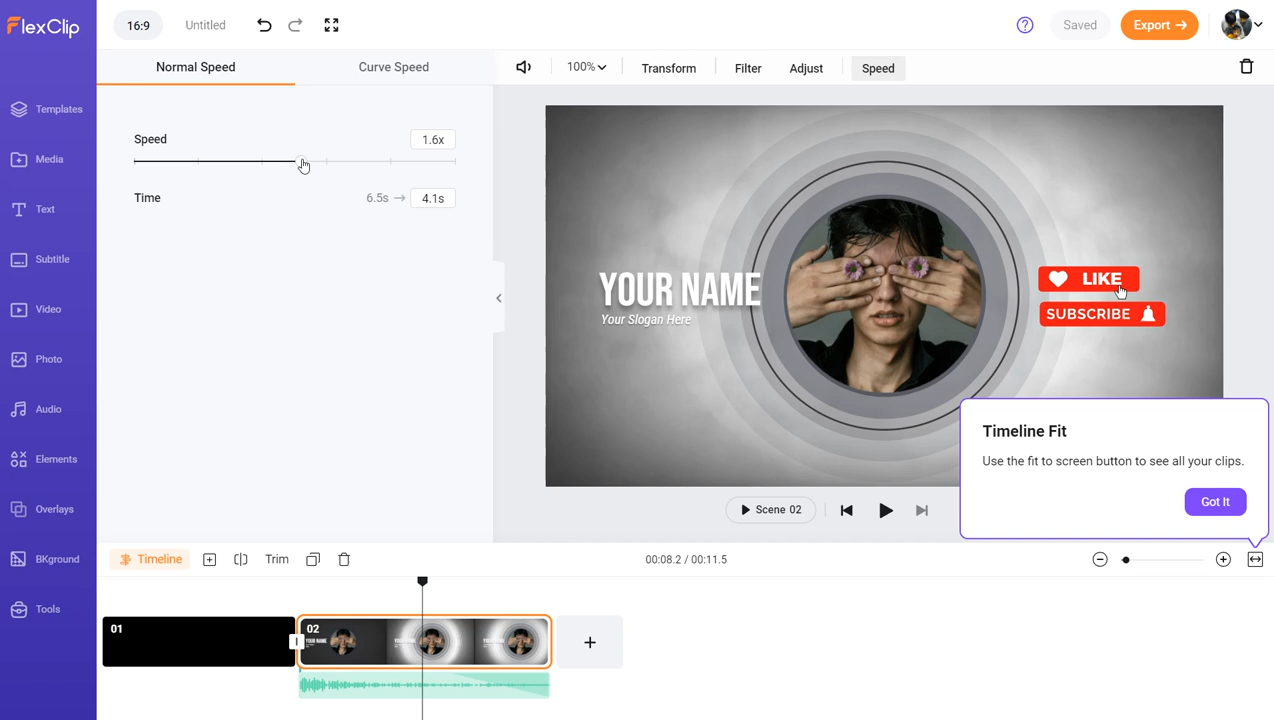 FlexClip
16:9
Untitled
Saved
Export
Templates
Media
Text
Subtitle
Video
Photo
Audio
Elements
Overlays
BKground
Tools
Normal Speed
Curve Speed
Speed
1.6x
Time
6.5s
4.1s
100%
Transform
Filter
Adjust
Speed
YOUR NAME
Your Slogan Here
LIKE
SUBSCRIBE
Timeline Fit
Use the fit to screen button to see all your clips.
Got It
Scene 02
Timeline
Trim
00:08.2 / 00:11.5
01
02
YOUR NAME